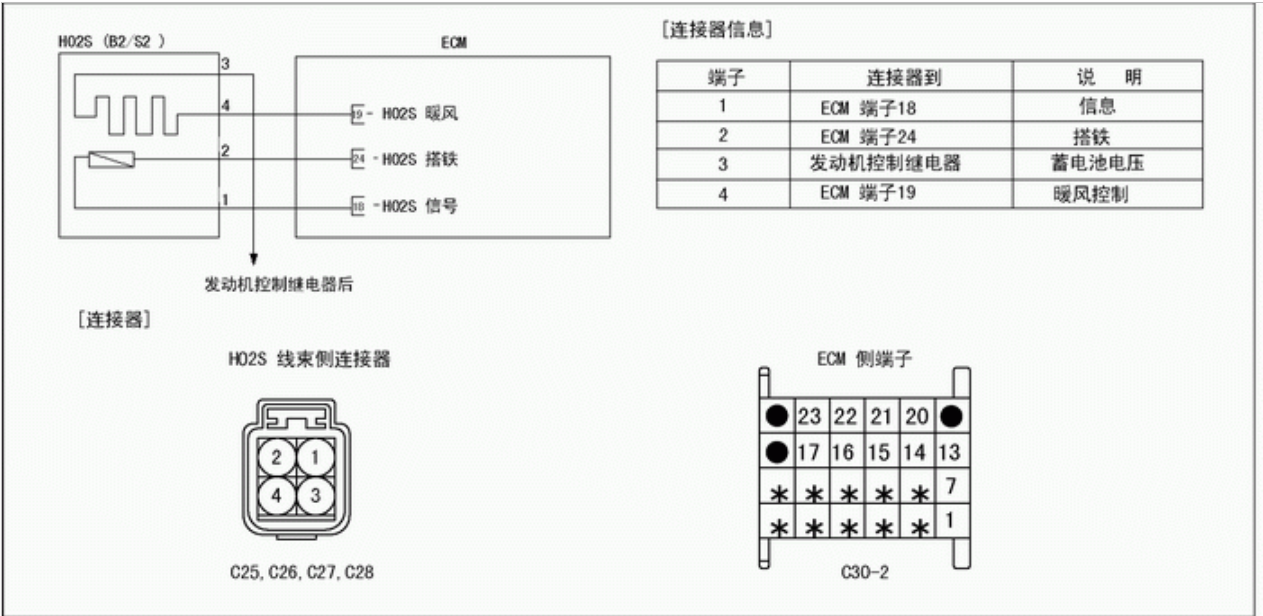 HO2S (B2/S2 )
ECM
3
4
2
1
19 - HO2S 暖风
24 -HO2S 搭铁
18 -HO2S 信号
发动机控制继电器后
[连接器信息]
端子 连接器到 说 明
1 ECM 端子18 信息
2 ECM 端子24 搭铁
3 发动机控制继电器 蓄电池电压
4 ECM 端子19 暖风控制
[连接器]
HO2S 线束侧连接器
2 1
4 3
C25, C26, C27, C28
ECM 侧端子
23 22 21 20
17 16 15 14 13
* * * * * 7
* * * * * 1
C30-2